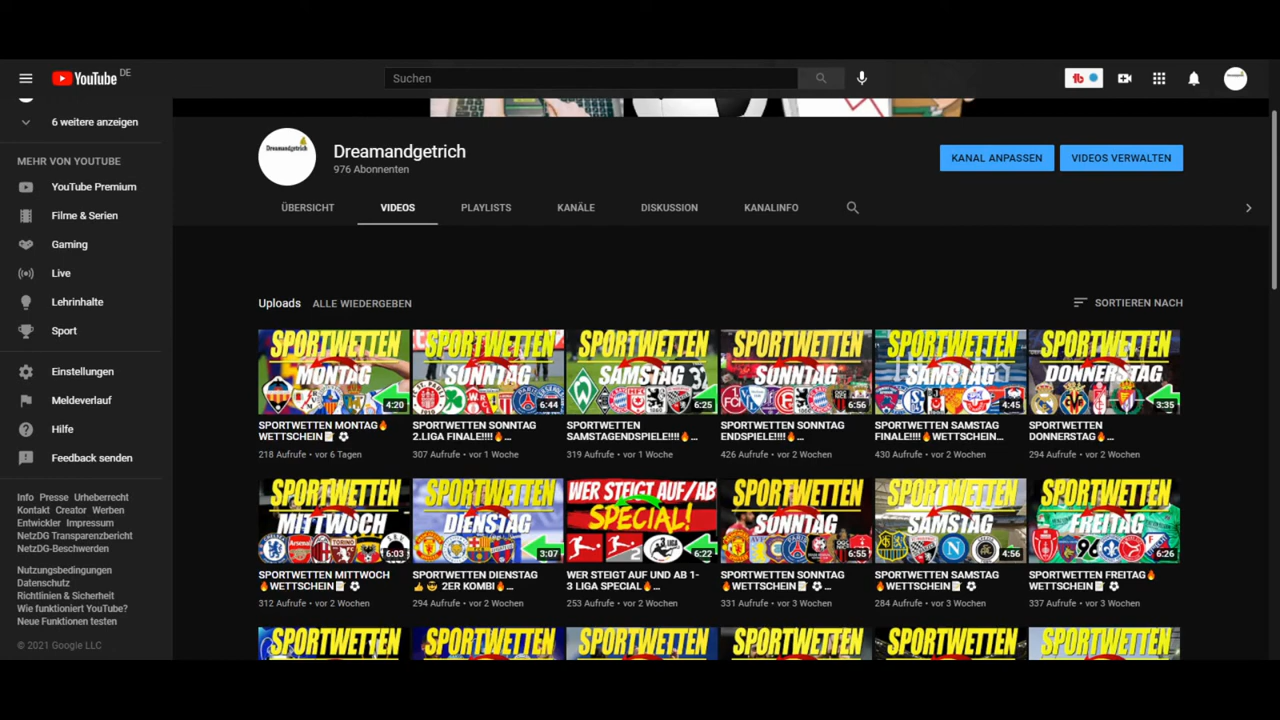 YouTube DE
Suchen
6 weitere anzeigen
MEHR VON YOUTUBE
YouTube Premium
Filme & Serien
Gaming
Live
Lehrinhalte
Sport
Einstellungen
Meldeverlauf
Hilfe
Feedback senden
Info Presse Urheberrecht
Kontakt Creator Werben
Entwickler Impressum
NetzDG Transparenzbericht
NetzDG-Beschwerden
Nutzungsbedingungen
Datenschutz
Richtlinien & Sicherheit
Wie funktioniert YouTube?
Neue Funktionen testen
© 2021 Google LLC
Dreamandgetrich
Dreamandgetrich
976 Abonnenten
KANAL ANPASSEN
VIDEOS VERWALTEN
ÜBERSICHT VIDEOS PLAYLISTS KANÄLE DISKUSSION KANALINFO
Uploads ALLE WIEDERGEBEN
SORTIEREN NACH
SPORTWETTEN
MONTAG
4:20
SPORTWETTEN MONTAG🔥
WETTSCHEIN📝 ⚽
218 Aufrufe • vor 6 Tagen
SPORTWETTEN
SONNTAG
6:44
SPORTWETTEN SONNTAG
2.LIGA FINALE!!!!🔥...
307 Aufrufe • vor 1 Woche
SPORTWETTEN
SAMSTAG
6:25
SPORTWETTEN
SAMSTAGENDSPIELE!!!!🔥...
319 Aufrufe • vor 1 Woche
SPORTWETTEN
SONNTAG
6:56
SPORTWETTEN SONNTAG
ENDSPIELE!!!!🔥...
426 Aufrufe • vor 2 Wochen
SPORTWETTEN
SAMSTAG
4:45
SPORTWETTEN SAMSTAG
FINALE!!!!🔥WETTSCHEIN...
430 Aufrufe • vor 2 Wochen
SPORTWETTEN
DONNERSTAG
3:35
SPORTWETTEN
DONNERSTAG🔥...
294 Aufrufe • vor 2 Wochen
SPORTWETTEN
MITTWOCH
6:03
SPORTWETTEN MITTWOCH
🔥WETTSCHEIN📝 ⚽
312 Aufrufe • vor 2 Wochen
SPORTWETTEN
DIENSTAG
3:07
SPORTWETTEN DIENSTAG
👍 😎 2ER KOMBI🔥...
294 Aufrufe • vor 2 Wochen
WER STEIGT AUF/AB
SPECIAL!
6:22
WER STEIGT AUF UND AB 1-
3 LIGA SPECIAL🔥...
253 Aufrufe • vor 2 Wochen
SPORTWETTEN
SONNTAG
6:55
SPORTWETTEN SONNTAG
🔥WETTSCHEIN📝 ⚽...
331 Aufrufe • vor 3 Wochen
SPORTWETTEN
SAMSTAG
4:56
SPORTWETTEN SAMSTAG
🔥WETTSCHEIN📝 ⚽
284 Aufrufe • vor 3 Wochen
SPORTWETTEN
FREITAG
6:26
SPORTWETTEN FREITAG🔥
WETTSCHEIN📝 ⚽
337 Aufrufe • vor 3 Wochen
SPORTWETTEN
SPORTWETTEN
SPORTWETTEN
SPORTWETTEN
SPORTWETTEN
SPORTWETTEN